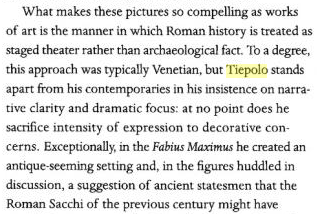 What makes these pictures so compelling as works
of art is the manner in which Roman history is treated as
staged theater rather than archaeological fact. To a degree,
this approach was typically Venetian, but Tiepolo stands
apart from his contemporaries in his insistence on narra-
tive clarity and dramatic focus: at no point does he
sacrifice intensity of expression to decorative con-
cerns. Exceptionally, in the Fabius Maximus he created an
antique-seeming setting and, in the figures huddled in
discussion, a suggestion of ancient statesmen that the
Roman Sacchi of the previous century might have